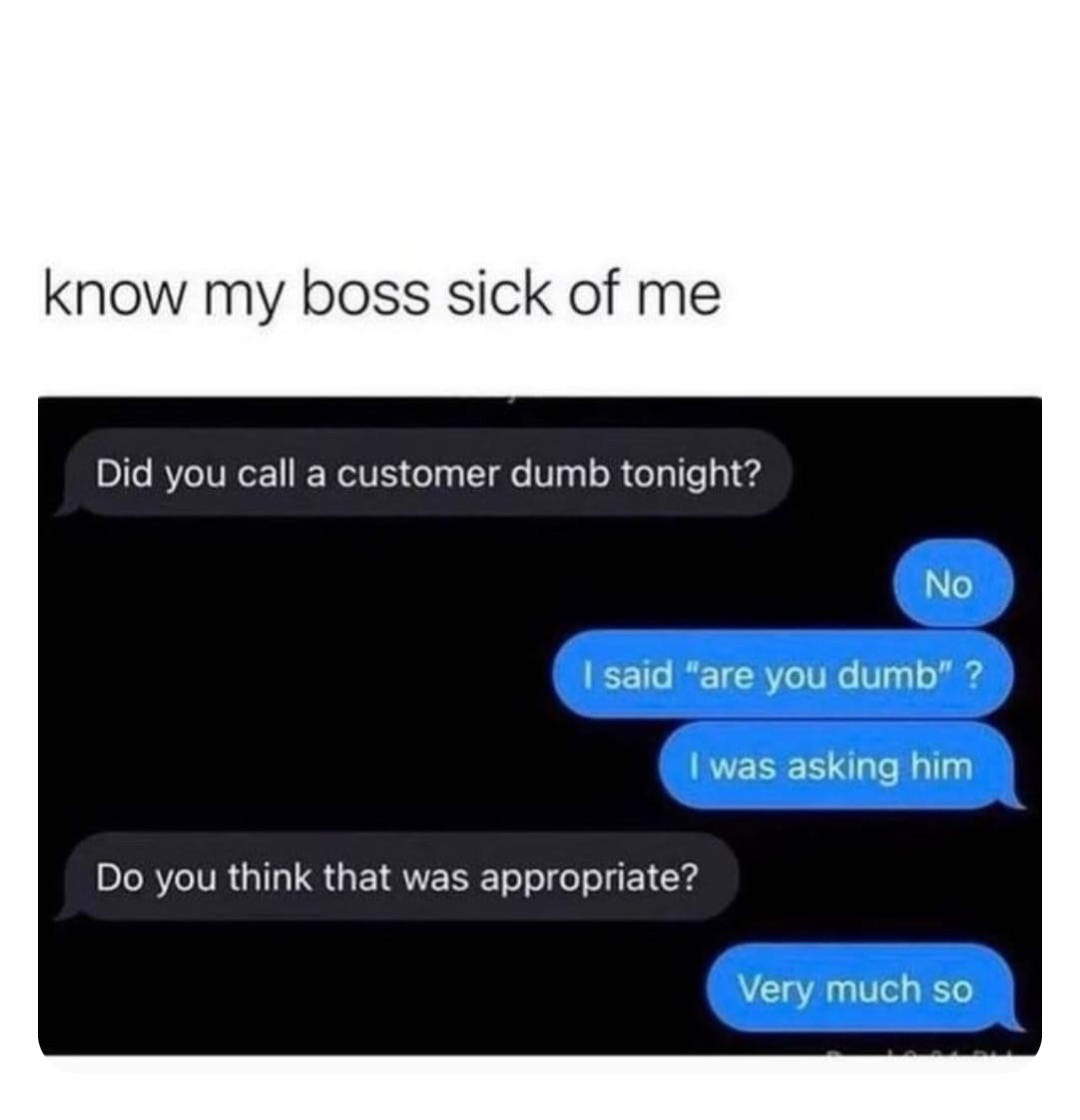 know my boss sick of me
Did you call a customer dumb tonight?
No
I said "are you dumb" ?
I was asking him
Do you think that was appropriate?
Very much so